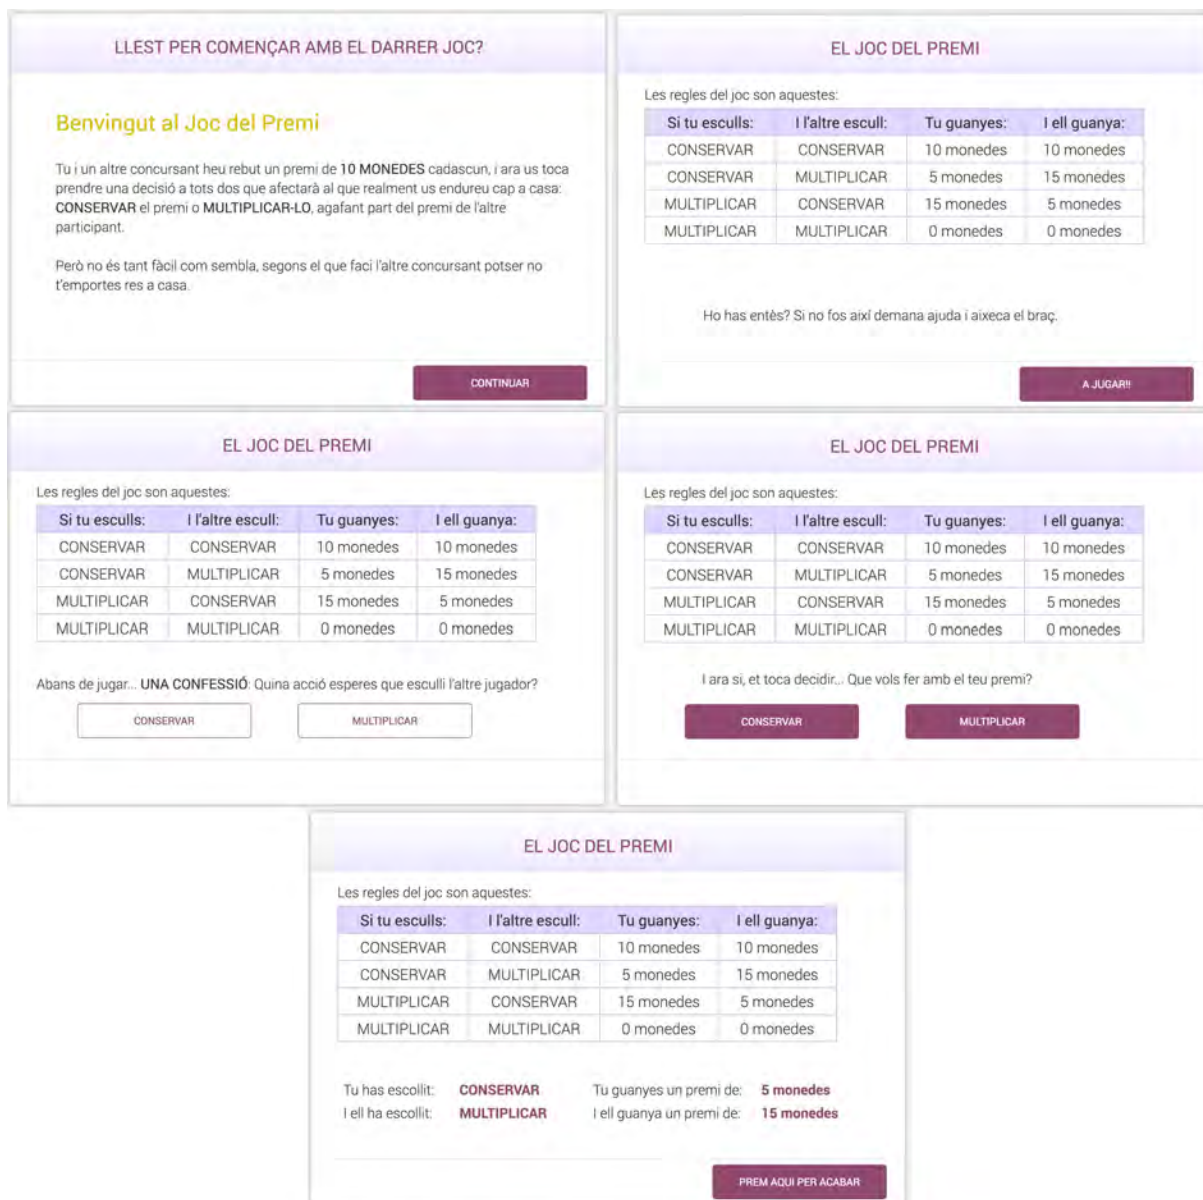 LLEST PER COMENÇAR AMB EL DARRER JOC?
Benvingut al Joc del Premi
Tu i un altre concursant heu rebut un premi de 10 MONEDES cadascun, i ara us toca
prendre una decisió a tots dos que afectarà al que realment us endureu cap a casa:
CONSERVAR el premi o MULTIPLICAR-LO, agafant part del premi de l'altre
participant.
Però no és tant fàcil com sembla, segons el que faci l'altre concursant potser no
t'emportes res a casa.
CONTINUAR
EL JOC DEL PREMI
Les regles del joc son aquestes:
Si tu esculls: I l'altre escull: Tu guanyes: I ell guanya:
CONSERVAR CONSERVAR 10 monedes 10 monedes
CONSERVAR MULTIPLICAR 5 monedes 15 monedes
MULTIPLICAR CONSERVAR 15 monedes 5 monedes
MULTIPLICAR MULTIPLICAR 0 monedes 0 monedes
Ho has entès? Si no fos així demana ajuda i aixeca el braç.
A JUGAR!!
EL JOC DEL PREMI
Les regles del joc son aquestes:
Si tu esculls: I l'altre escull: Tu guanyes: I ell guanya:
CONSERVAR CONSERVAR 10 monedes 10 monedes
CONSERVAR MULTIPLICAR 5 monedes 15 monedes
MULTIPLICAR CONSERVAR 15 monedes 5 monedes
MULTIPLICAR MULTIPLICAR 0 monedes 0 monedes
Abans de jugar... UNA CONFESSIÓ: Quina acció esperes que esculli l'altre jugador?
CONSERVAR MULTIPLICAR
EL JOC DEL PREMI
Les regles del joc son aquestes:
Si tu esculls: I l'altre escull: Tu guanyes: I ell guanya:
CONSERVAR CONSERVAR 10 monedes 10 monedes
CONSERVAR MULTIPLICAR 5 monedes 15 monedes
MULTIPLICAR CONSERVAR 15 monedes 5 monedes
MULTIPLICAR MULTIPLICAR 0 monedes 0 monedes
I ara si, et toca decidir... Que vols fer amb el teu premi?
CONSERVAR MULTIPLICAR
EL JOC DEL PREMI
Les regles del joc son aquestes:
Si tu esculls: I l'altre escull: Tu guanyes: I ell guanya:
CONSERVAR CONSERVAR 10 monedes 10 monedes
CONSERVAR MULTIPLICAR 5 monedes 15 monedes
MULTIPLICAR CONSERVAR 15 monedes 5 monedes
MULTIPLICAR MULTIPLICAR 0 monedes 0 monedes
Tu has escollit: CONSERVAR Tu guanyes un premi de: 5 monedes
I ell ha escollit: MULTIPLICAR I ell guanya un premi de: 15 monedes
PREM AQUI PER ACABAR